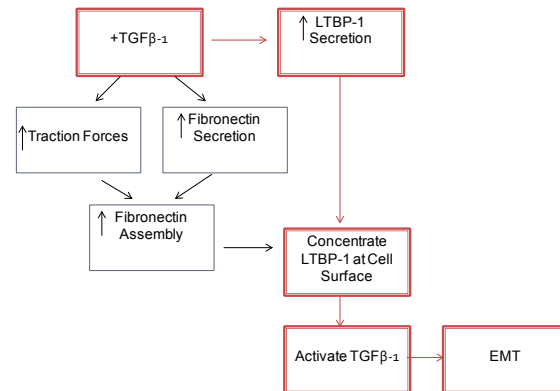 +TGFβ-1
↑ LTBP-1
Secretion
↑ Traction Forces
↑ Fibronectin
Secretion
↑ Fibronectin
Assembly
Concentrate
LTBP-1 at Cell
Surface
Activate TGFβ-1
EMT